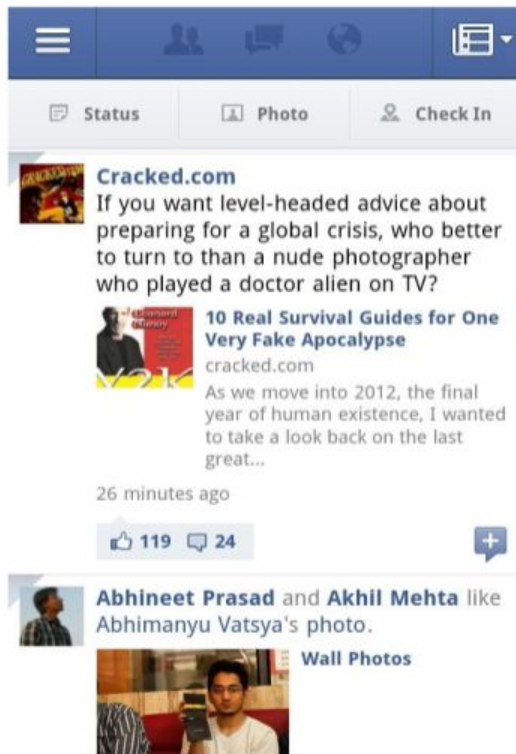 Status
Photo
Check In
Cracked.com
If you want level-headed advice about
preparing for a global crisis, who better
to turn to than a nude photographer
who played a doctor alien on TV?
CRACKED
Leonard
Nimoy
Y2K
10 Real Survival Guides for One
Very Fake Apocalypse
cracked.com
As we move into 2012, the final
year of human existence, I wanted
to take a look back on the last
great...
26 minutes ago
119 24
Abhineet Prasad and Akhil Mehta like
Abhimanyu Vatsya's photo.
Wall Photos